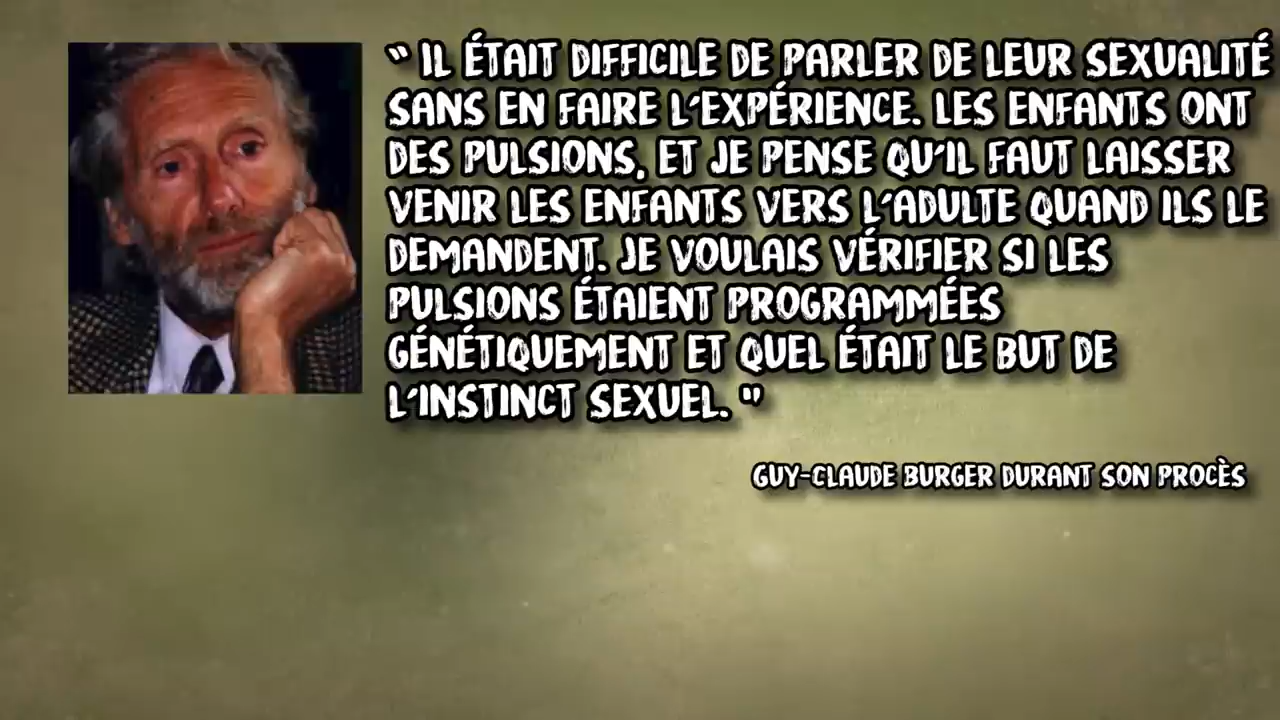 “ IL ÉTAIT DIFFICILE DE PARLER DE LEUR SEXUALITÉ
SANS EN FAIRE L'EXPÉRIENCE. LES ENFANTS ONT
DES PULSIONS, ET JE PENSE QU'IL FAUT LAISSER
VENIR LES ENFANTS VERS L'ADULTE QUAND ILS LE
DEMANDENT. JE VOULAIS VÉRIFIER SI LES
PULSIONS ÉTAIENT PROGRAMMÉES
GÉNÉTIQUEMENT ET QUEL ÉTAIT LE BUT DE
L'INSTINCT SEXUEL. "
GUY-CLAUDE BURGER DURANT SON PROCÈS